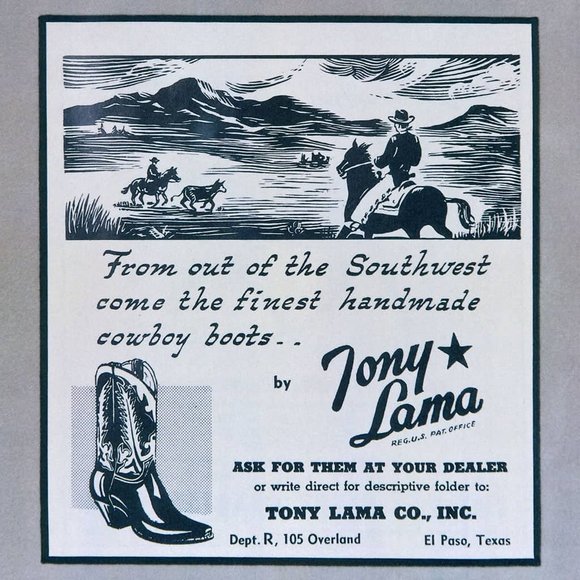 From out of the Southwest
come the finest handmade
cowboy boots..
by Tony Lama
REG. U.S. PAT. OFFICE
ASK FOR THEM AT YOUR DEALER
or write direct for descriptive folder to:
TONY LAMA CO., INC.
Dept. R, 105 Overland El Paso, Texas